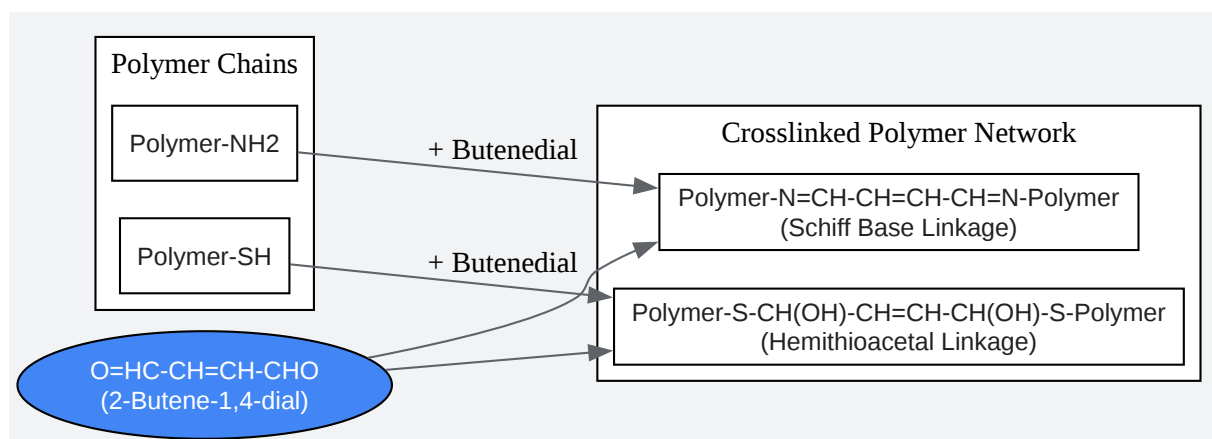 Polymer Chains
Polymer-NH2
Polymer-SH
O=HC-CH=CH-CHO
(2-Butene-1,4-dial)
+ Butenedial
+ Butenedial
Crosslinked Polymer Network
Polymer-N=CH-CH=CH-CH=N-Polymer
(Schiff Base Linkage)
Polymer-S-CH(OH)-CH=CH-CH(OH)-S-Polymer
(Hemithioacetal Linkage)